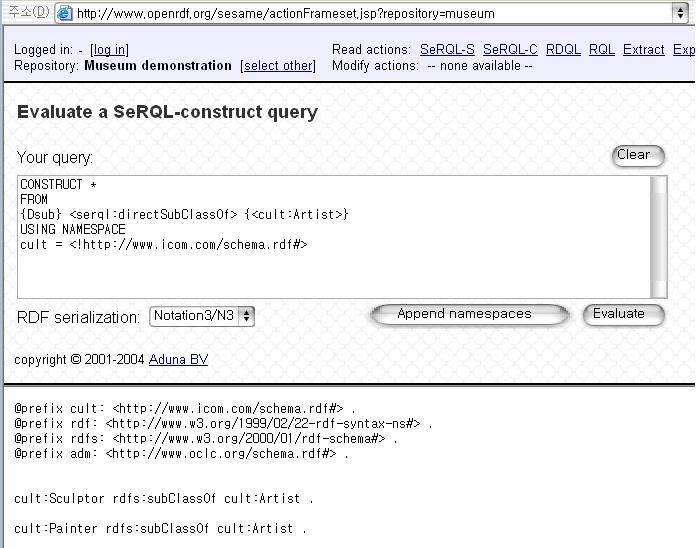 주소(D) http://www.openrdf.org/sesame/actionFrameset.jsp?repository=museum
Logged in: - [log in] Read actions: SeRQL-S SeRQL-C RDQL RQL Extract Exp
Repository: Museum demonstration [select other] Modify actions: -- none available --
Evaluate a SeRQL-construct query
Your query: Clear
CONSTRUCT *
FROM
{Dsub} <serql:directSubClassOf> {<cult:Artist>}
USING NAMESPACE
cult = <!http://www.icom.com/schema.rdf#>
RDF serialization: Notation3/N3 Append namespaces Evaluate
copyright © 2001-2004 Aduna BV
@prefix cult: <http://www.icom.com/schema.rdf#> .
@prefix rdf: <http://www.w3.org/1999/02/22-rdf-syntax-ns#> .
@prefix rdfs: <http://www.w3.org/2000/01/rdf-schema#> .
@prefix adm: <http://www.oclc.org/schema.rdf#> .
cult:Sculptor rdfs:subClassOf cult:Artist .
cult:Painter rdfs:subClassOf cult:Artist .